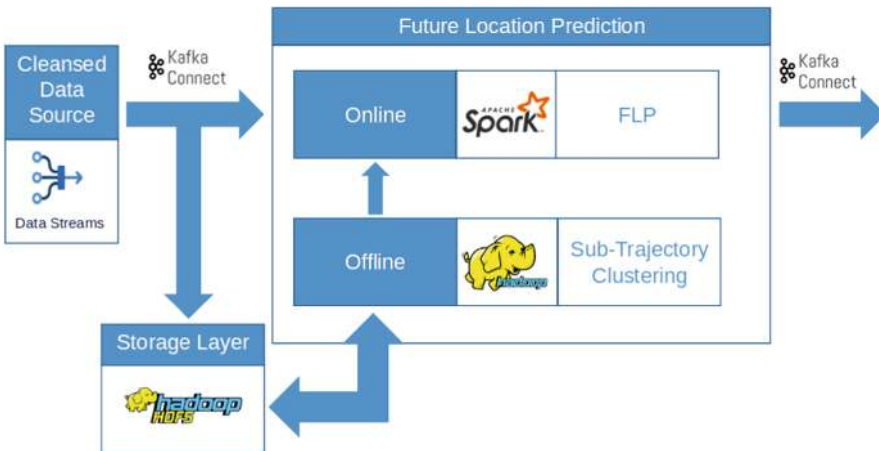 Future Location Prediction
Cleansed
Data
Source
Data Streams
Kafka
Connect
Online
APACHE
Spark
FLP
Kafka
Connect
Offline
hadoop
Sub-Trajectory
Clustering
Storage Layer
hadoop
HDFS